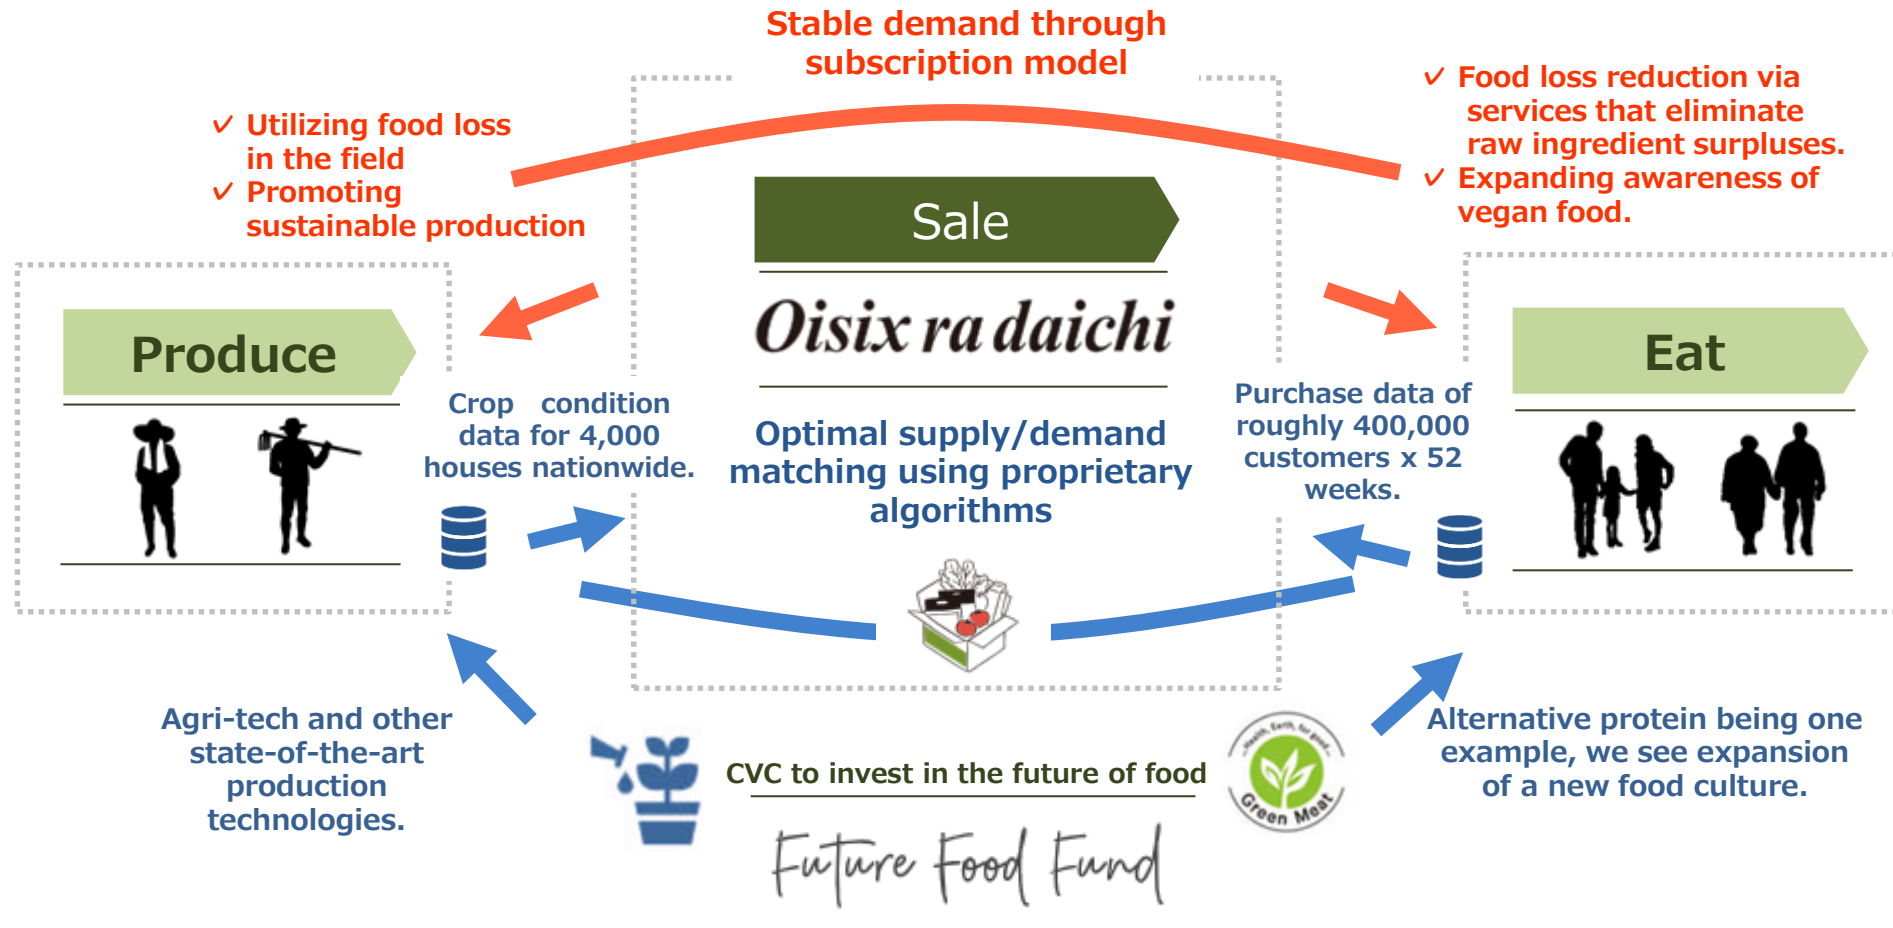 Stable demand through
subscription model
✓ Utilizing food loss
in the field
✓ Promoting
sustainable production
✓ Food loss reduction via
services that eliminate
raw ingredient surpluses.
✓ Expanding awareness of
vegan food.
Produce
Sale
Oisix ra daichi
Eat
Crop condition
data for 4,000
houses nationwide.
Optimal supply/demand
matching using proprietary
algorithms
Purchase data of
roughly 400,000
customers x 52
weeks.
Agri-tech and other
state-of-the-art
production
technologies.
CVC to invest in the future of food
Future Food Fund
Health, Earth, for good
Green Meat
Alternative protein being one
example, we see expansion
of a new food culture.